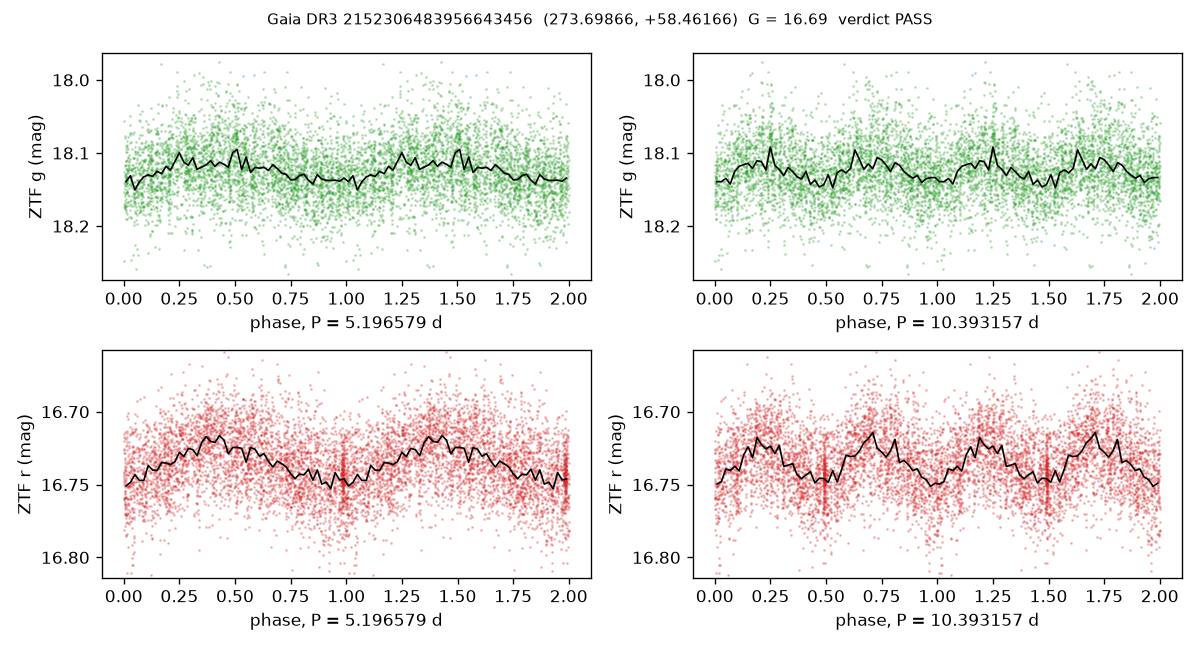 Gaia DR3 2152306483956643456 (273.69866, +58.46166) G = 16.69 verdict PASS
ZTF g (mag)
18.0
18.1
18.2
0.00 0.25 0.50 0.75 1.00 1.25 1.50 1.75 2.00
phase, P = 5.196579 d
ZTF g (mag)
18.0
18.1
18.2
0.00 0.25 0.50 0.75 1.00 1.25 1.50 1.75 2.00
phase, P = 10.393157 d
ZTF r (mag)
16.70
16.75
16.80
0.00 0.25 0.50 0.75 1.00 1.25 1.50 1.75 2.00
phase, P = 5.196579 d
ZTF r (mag)
16.70
16.75
16.80
0.00 0.25 0.50 0.75 1.00 1.25 1.50 1.75 2.00
phase, P = 10.393157 d